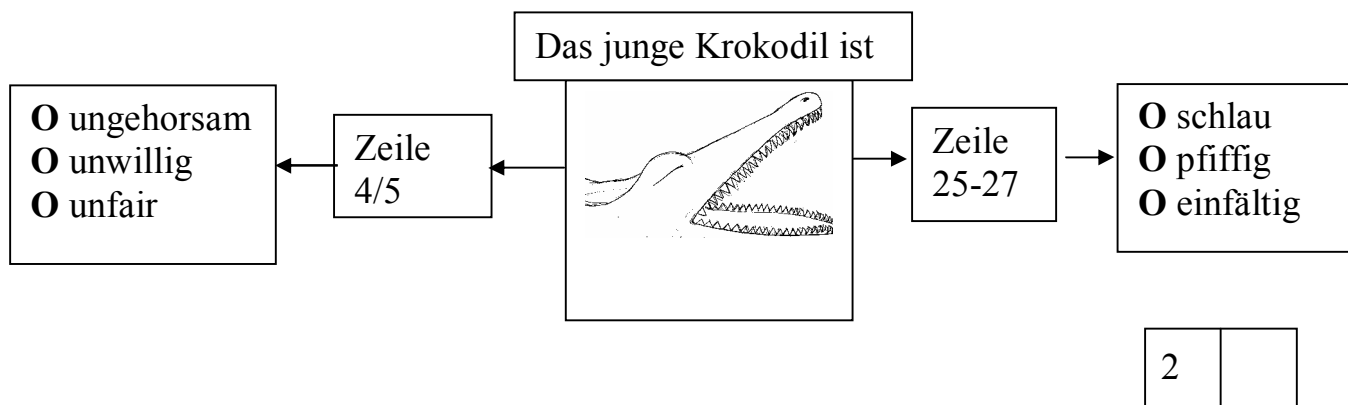 Das junge Krokodil ist
O ungehorsam
O unwillig
O unfair
Zeile
4/5
Zeile
25-27
O schlau
O pfiffig
O einfältig
2